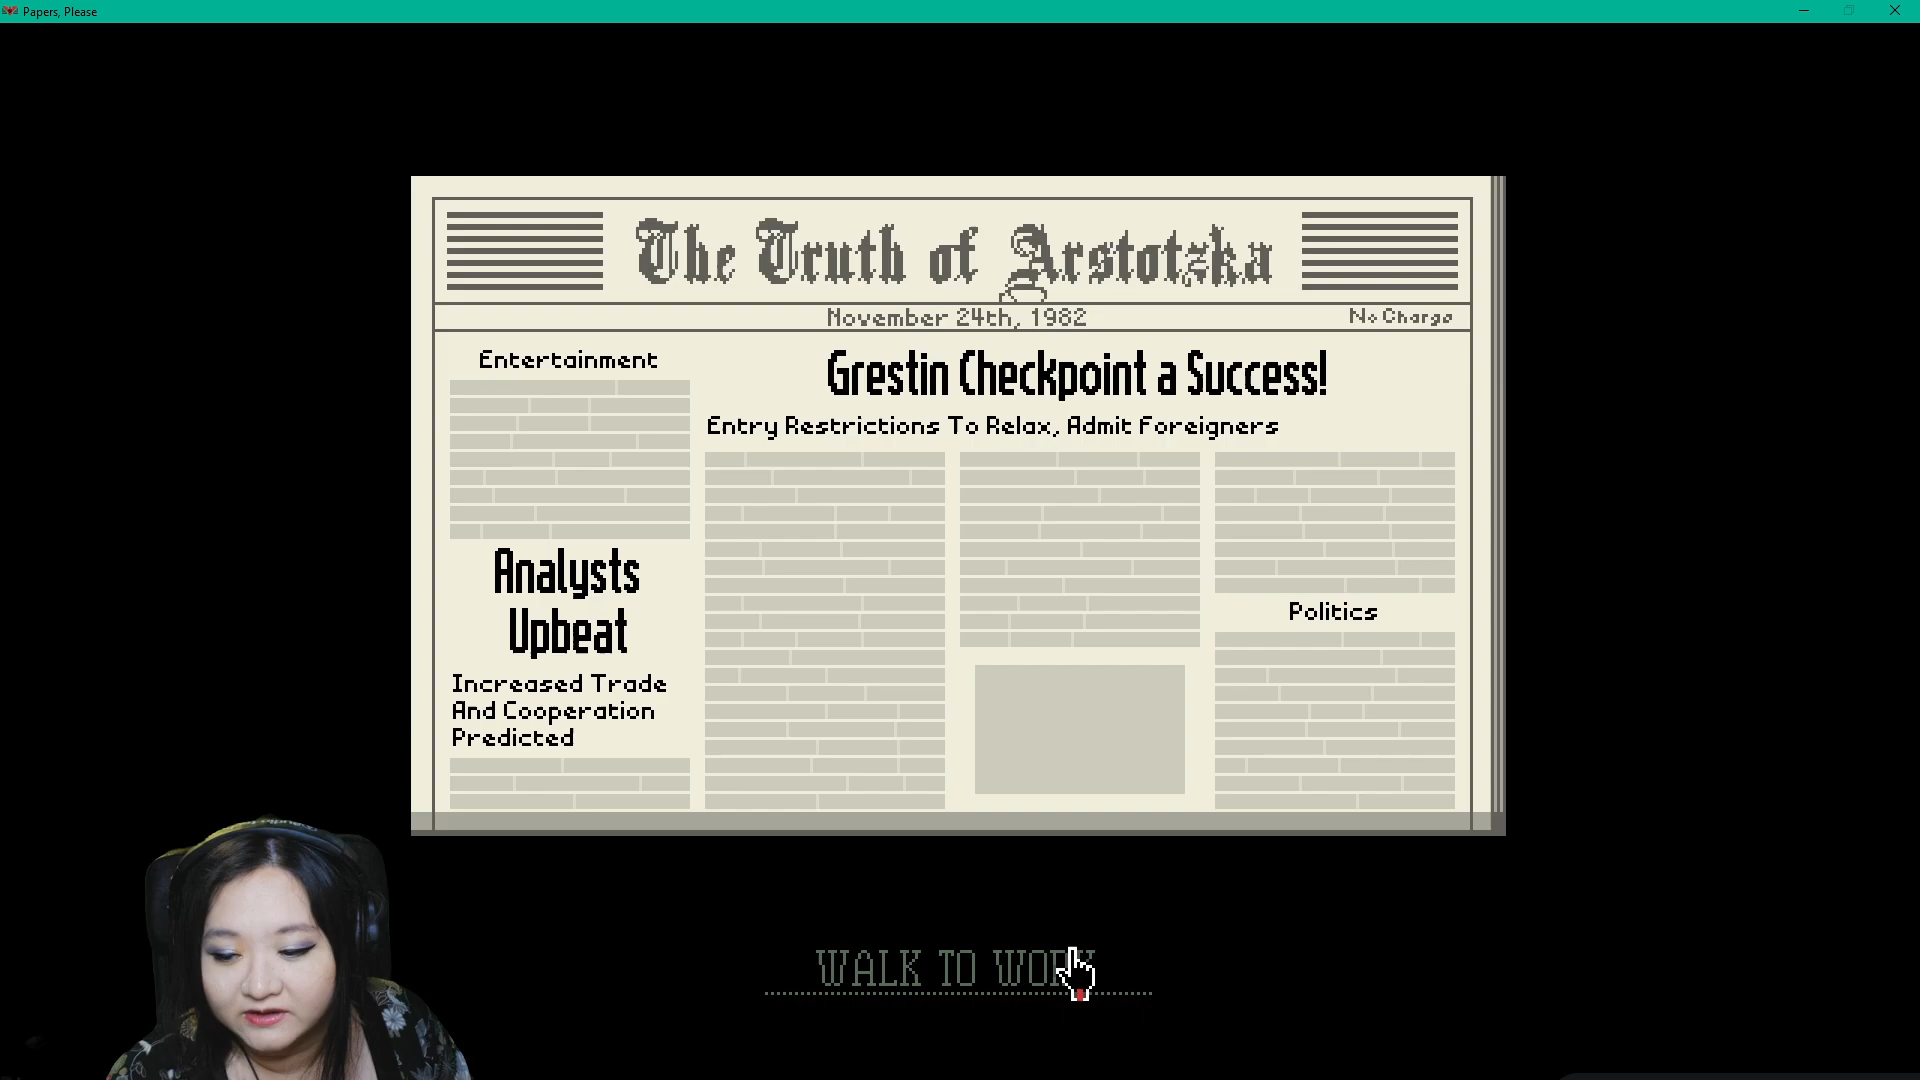 Papers, Please
The Truth of Arstotzka
November 24th, 1982
No Charge
Entertainment
Analysts
Upbeat
Increased Trade
And Cooperation
Predicted
Grestin Checkpoint a Success!
Entry Restrictions To Relax, Admit Foreigners
Politics
WALK TO WORK